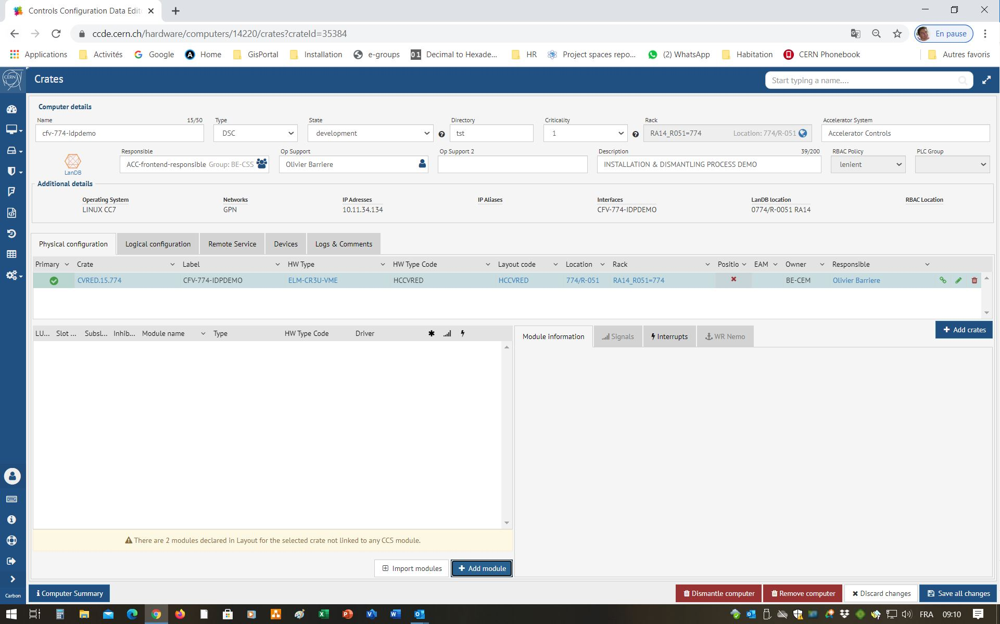 Controls Configuration Data Edit
ccde.cern.ch/hardware/computers/14220/crates?crateId=35384
En pause
Applications Activités Google Home GisPortal Installation e-groups Decimal to Hexade... HR Project spaces repo... (2) WhatsApp Habitation CERN Phonebook Autres favoris
CERN Crates Start typing a name....
Computer details
Name 15/50 Type State Directory Criticality Rack Accelerator System
cfv-774-idpdemo DSC development tst 1 RA14_R051=774 Location: 774/R-051 Accelerator Controls
Responsible Op Support Op Support 2 Description 39/200 RBAC Policy PLC Group
LanDB ACC-frontend-responsible Group: BE-CSS Olivier Barriere INSTALLATION & DISMANTLING PROCESS DEMO lenient
Additional details
Operating System Networks IP Adresses IP Aliases Interfaces LanDB location RBAC Location
LINUX CC7 GPN 10.11.34.134 CFV-774-IDPDEMO 0774/R-0051 RA14
Physical configuration Logical configuration Remote Service Devices Logs & Comments
Primary Crate Label HW Type HW Type Code Layout code Location Rack Positio EAM Owner Responsible
CVRED.15.774 CFV-774-IDPDEMO ELM-CR3U-VME HCCVRED HCCVRED 774/R-051 RA14_R051=774 BE-CEM Olivier Barriere
+ Add crates
LU... Slot ... Subsl... Inhib... Module name Type HW Type Code Driver
Module information Signals Interrupts WR Nemo
There are 2 modules declared in Layout for the selected crate not linked to any CCS module.
Import modules + Add module
Carbon
Computer Summary Dismantle computer Remove computer Discard changes Save all changes
FRA 09:10